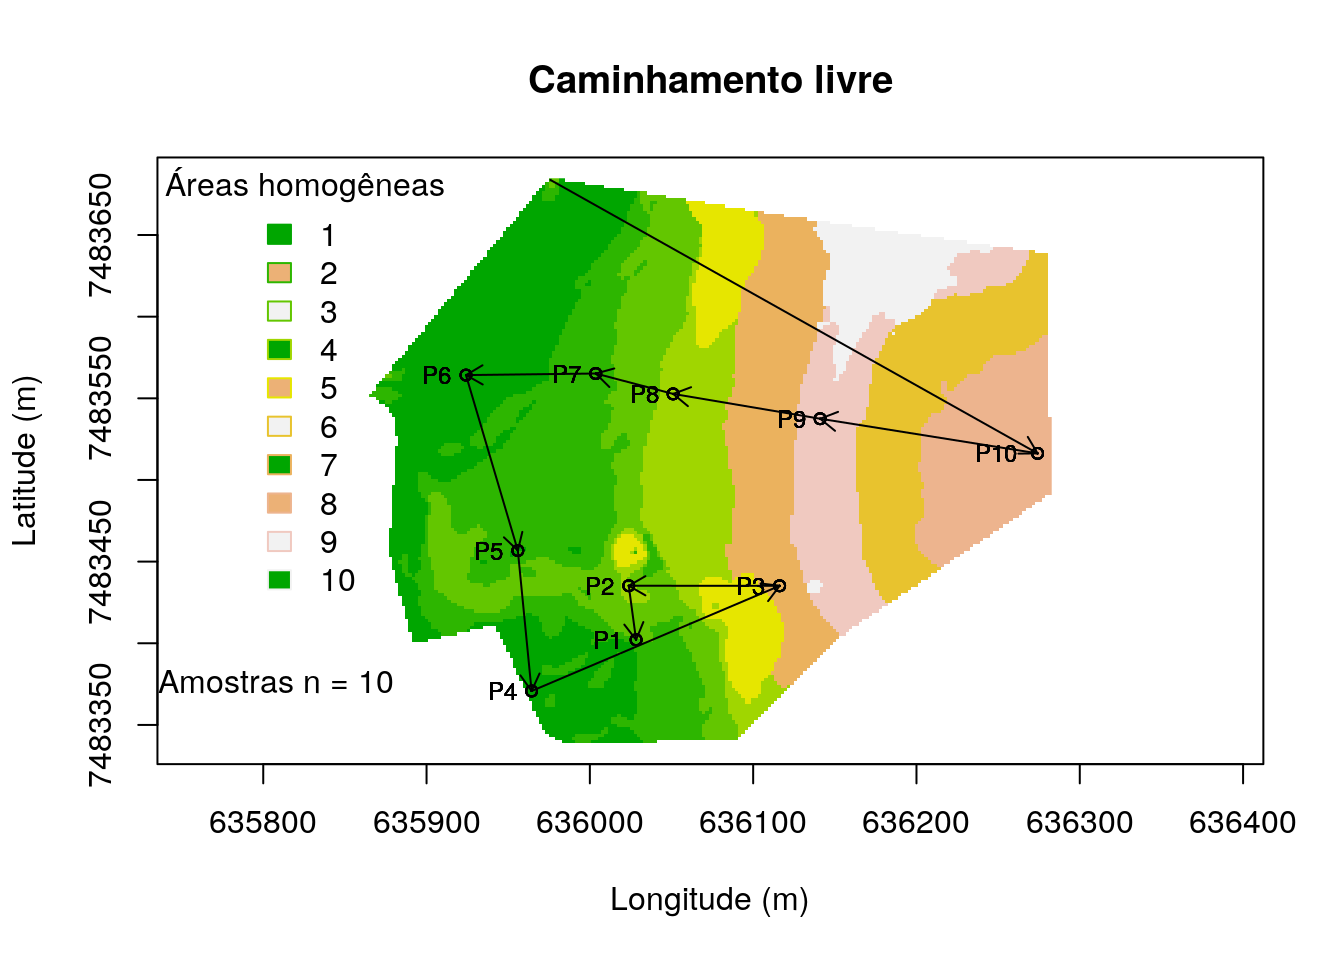 Caminhamento livre
Áreas homogêneas
1
2
3
4
5
6
7
8
9
10
Amostras n = 10
P6
P7
P8
P9
P10
P5
P2
P3
P1
P4
Latitude (m)
7483650
7483550
7483450
7483350
635800 635900 636000 636100 636200 636300 636400
Longitude (m)